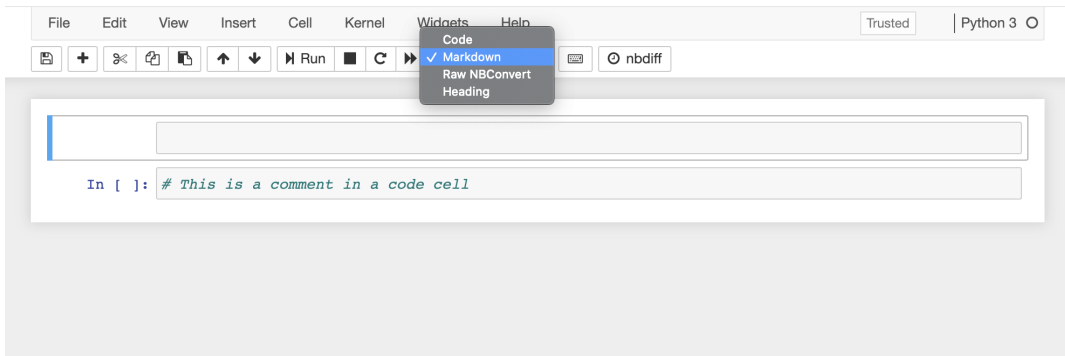 File Edit View Insert Cell Kernel Widgets Help Trusted Python 3
Code
Run ✓ Markdown nbdiff
Raw NBConvert
Heading
In [ ]: # This is a comment in a code cell